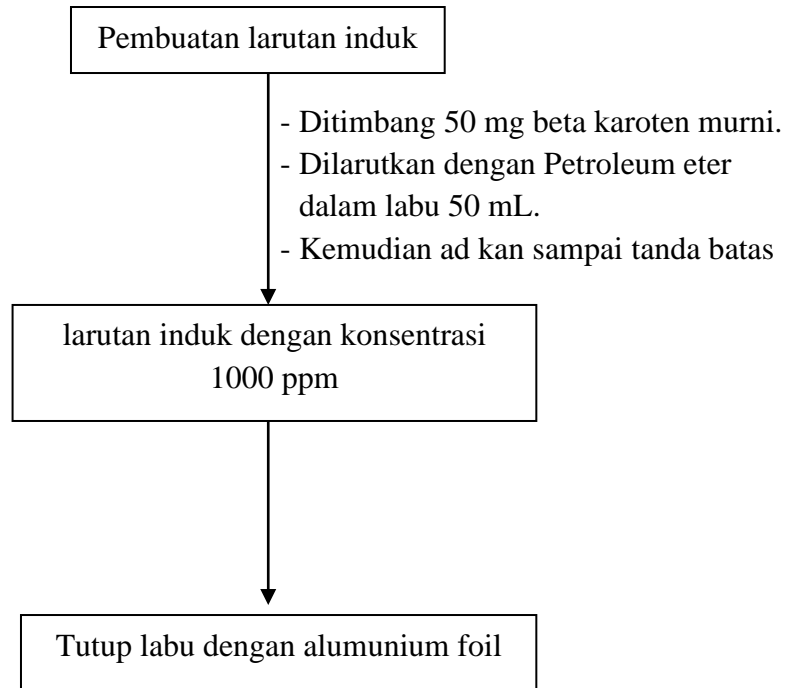 Pembuatan larutan induk
- Ditimbang 50 mg beta karoten murni.
- Dilarutkan dengan Petroleum eter
dalam labu 50 mL.
- Kemudian ad kan sampai tanda batas
larutan induk dengan konsentrasi
1000 ppm
Tutup labu dengan alumunium foil